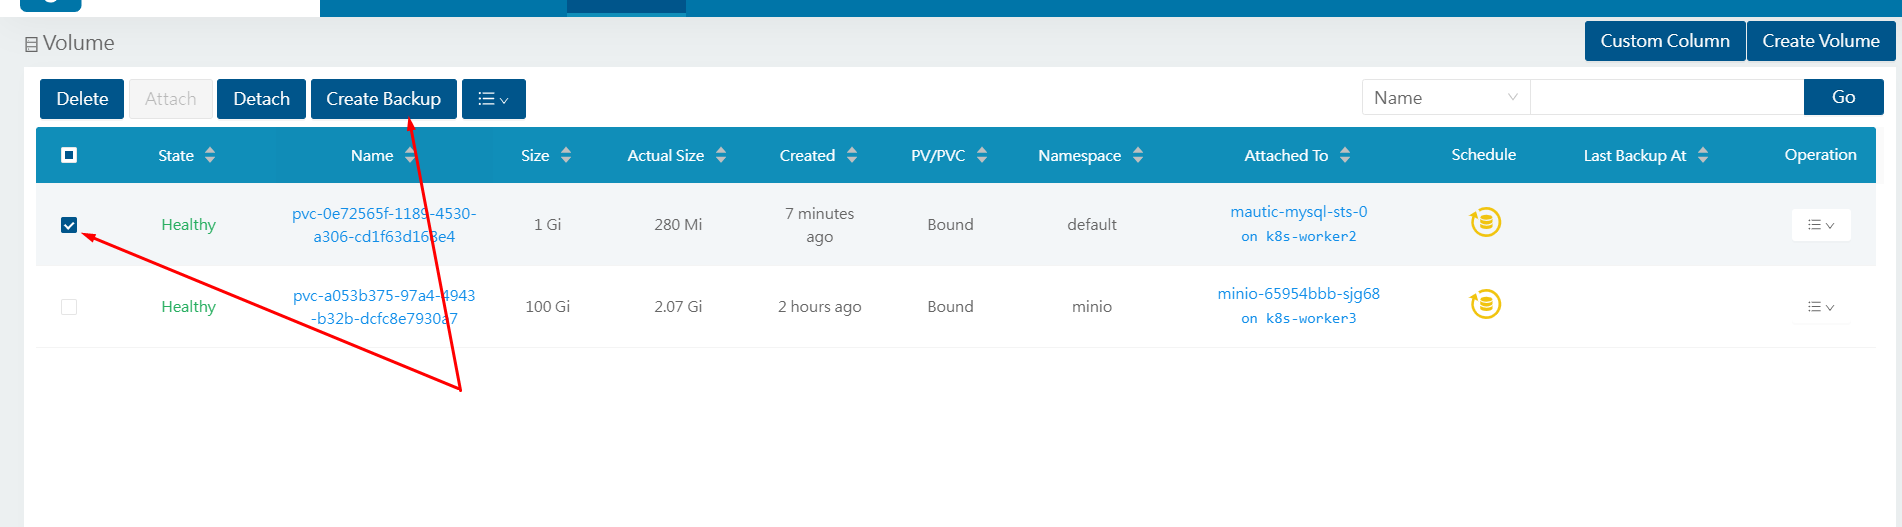 Volume
Custom Column Create Volume
Delete Attach Detach Create Backup
Name Go
State Name Size Actual Size Created PV/PVC Namespace Attached To Schedule Last Backup At Operation
Healthy
pvc-0e72565f-1189-4530-
a306-cd1f63d163e4
1 Gi
280 Mi
7 minutes
ago
Bound
default
mautic-mysql-sts-0
on k8s-worker2
Healthy
pvc-a053b375-97a4-4943
-b32b-dcfc8e7930a7
100 Gi
2.07 Gi
2 hours ago
Bound
minio
minio-65954bbb-sjg68
on k8s-worker3